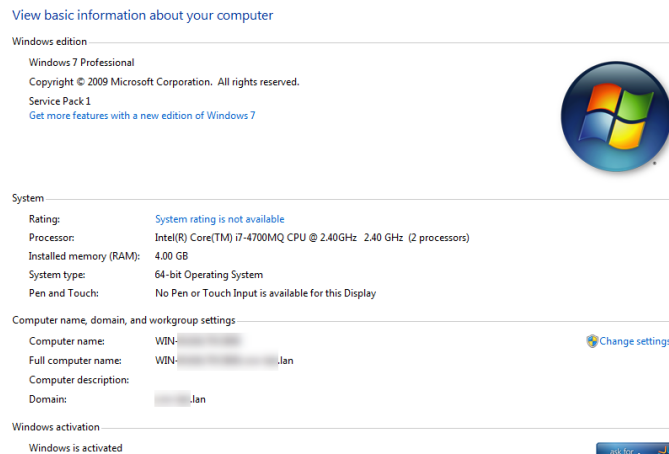 View basic information about your computer
Windows edition
Windows 7 Professional
Copyright © 2009 Microsoft Corporation. All rights reserved.
Service Pack 1
Get more features with a new edition of Windows 7
System
Rating: System rating is not available
Processor: Intel(R) Core(TM) i7-4700MQ CPU @ 2.40GHz 2.40 GHz (2 processors)
Installed memory (RAM): 4.00 GB
System type: 64-bit Operating System
Pen and Touch: No Pen or Touch Input is available for this Display
Computer name, domain, and workgroup settings
Computer name: WIN- Change settings
Full computer name: WIN- .lan
Computer description:
Domain: .lan
Windows activation
Windows is activated
ask for